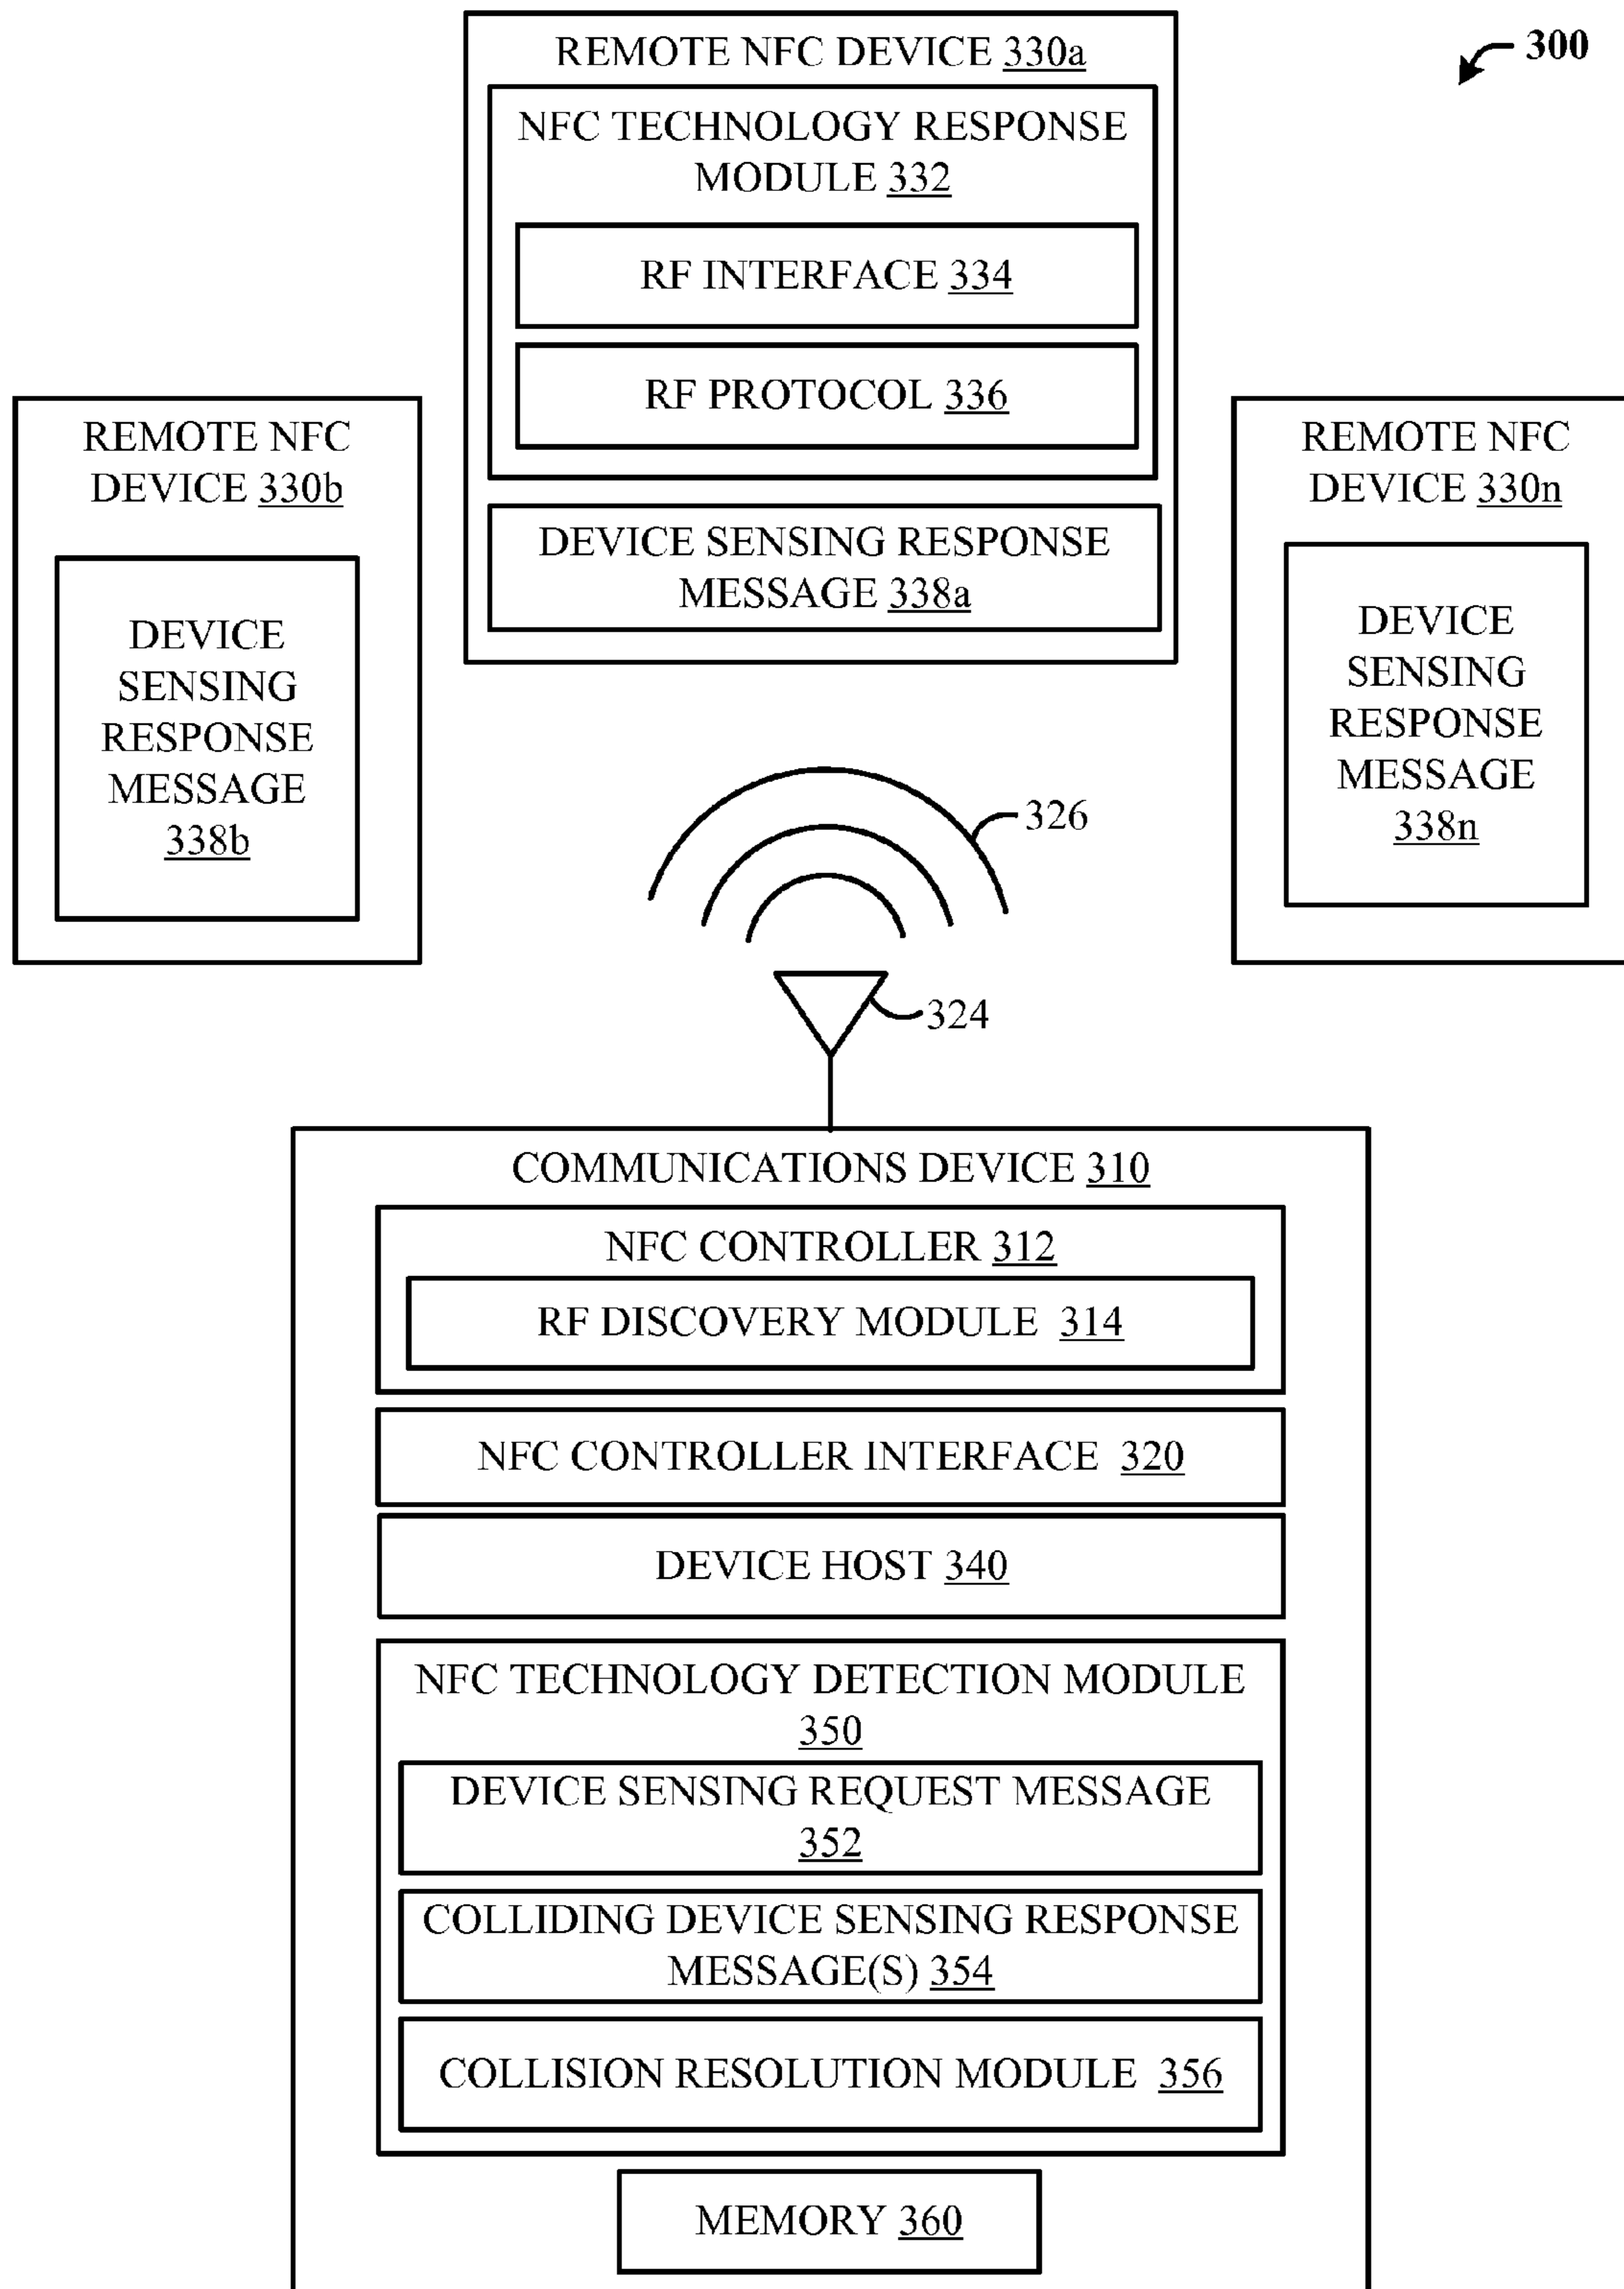 REMOTE NFC DEVICE 330a
300
NFC TECHNOLOGY RESPONSE
MODULE 332
RF INTERFACE 334
RF PROTOCOL 336
DEVICE SENSING RESPONSE
MESSAGE 338a
REMOTE NFC
DEVICE 330b
DEVICE
SENSING
RESPONSE
MESSAGE
338b
REMOTE NFC
DEVICE 330n
DEVICE
SENSING
RESPONSE
MESSAGE
338n
326
324
COMMUNICATIONS DEVICE 310
NFC CONTROLLER 312
RF DISCOVERY MODULE 314
NFC CONTROLLER INTERFACE 320
DEVICE HOST 340
NFC TECHNOLOGY DETECTION MODULE
350
DEVICE SENSING REQUEST MESSAGE
352
COLLIDING DEVICE SENSING RESPONSE
MESSAGE(S) 354
COLLISION RESOLUTION MODULE 356
MEMORY 360